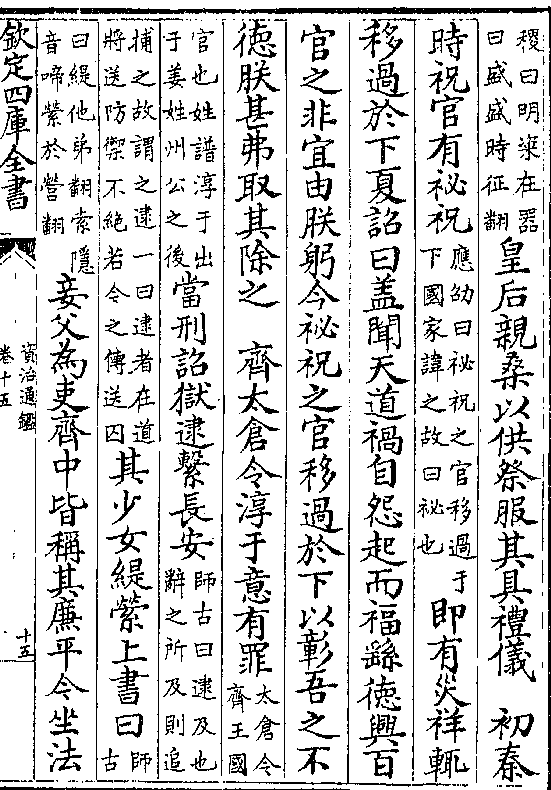 稷曰明粢在器
曰盛盛時征翻
皇后親桑以供祭服其具禮儀　初秦
時祝官有祕祝
應劭曰祕祝之官移過于
下國家諱之故曰祕也
即有災祥輒
移過於下夏詔曰盖聞天道禍自怨起而福繇徳興百
官之非宜由朕躬今祕祝之官移過於下以彰吾之不
徳朕甚弗取其除之　齊太倉令淳于意有罪
太倉令
齊王國
官也姓譜淳于出
于姜姓州公之後
當刑詔獄逮繫長安
師古曰逮及也
辭之所及則追
捕之故謂之逮一曰逮者在道
將送防禦不絶若今之傳送囚
其少女緹縈上書曰
師
古
曰緹他弟翻索隠
音啼縈於營翻
妾父為吏齊中皆稱其廉平今坐法
欽定四庫全書
資治通鑑
卷十五
十五